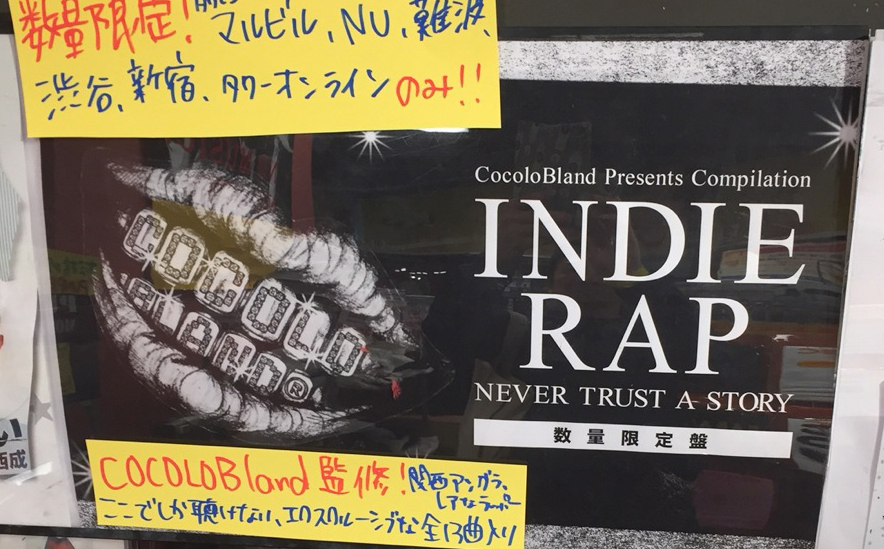 数量限定！
マルビル、NU、難波、
渋谷、新宿、タワーオンライン のみ!!
CocoloBland Presents Compilation
INDIE
RAP
NEVER TRUST A STORY
数量限定盤
COCOLO
BLAND®
COCOLOBland 監修！関西アングラ、
レアなラッパー
ここでしか聴けない、エクスクルーシブな全13曲入り
西成